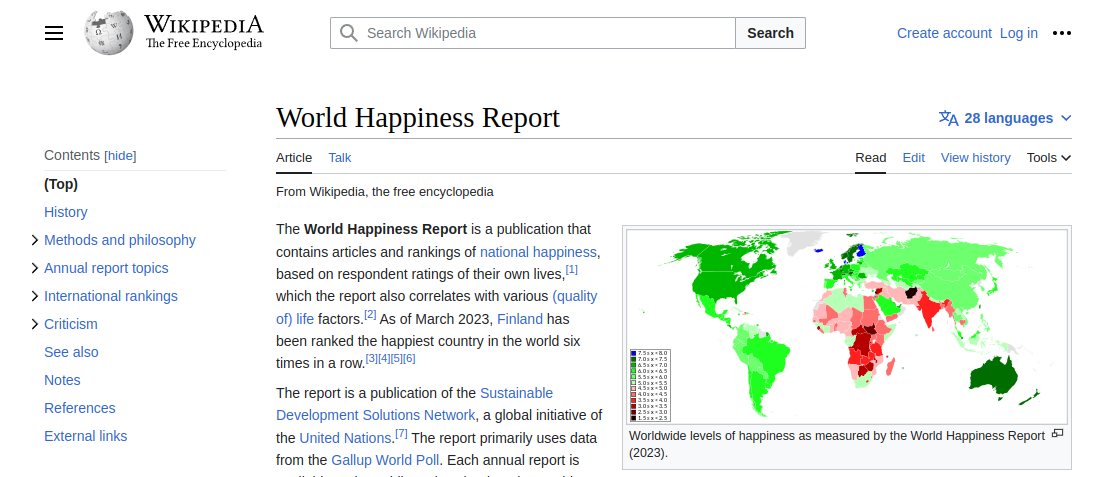 WIKIPEDIA
The Free Encyclopedia
Search Wikipedia
Search
Create account Log in
World Happiness Report
28 languages
Article Talk
Read Edit View history Tools
From Wikipedia, the free encyclopedia
Contents [hide]
(Top)
History
Methods and philosophy
Annual report topics
International rankings
Criticism
See also
Notes
References
External links
The World Happiness Report is a publication that
contains articles and rankings of national happiness,
based on respondent ratings of their own lives,[1]
which the report also correlates with various (quality
of) life factors.[2] As of March 2023, Finland has
been ranked the happiest country in the world six
times in a row.[3][4][5][6]
The report is a publication of the Sustainable
Development Solutions Network, a global initiative of
the United Nations.[7] The report primarily uses data
from the Gallup World Poll. Each annual report is
Worldwide levels of happiness as measured by the World Happiness Report
(2023).